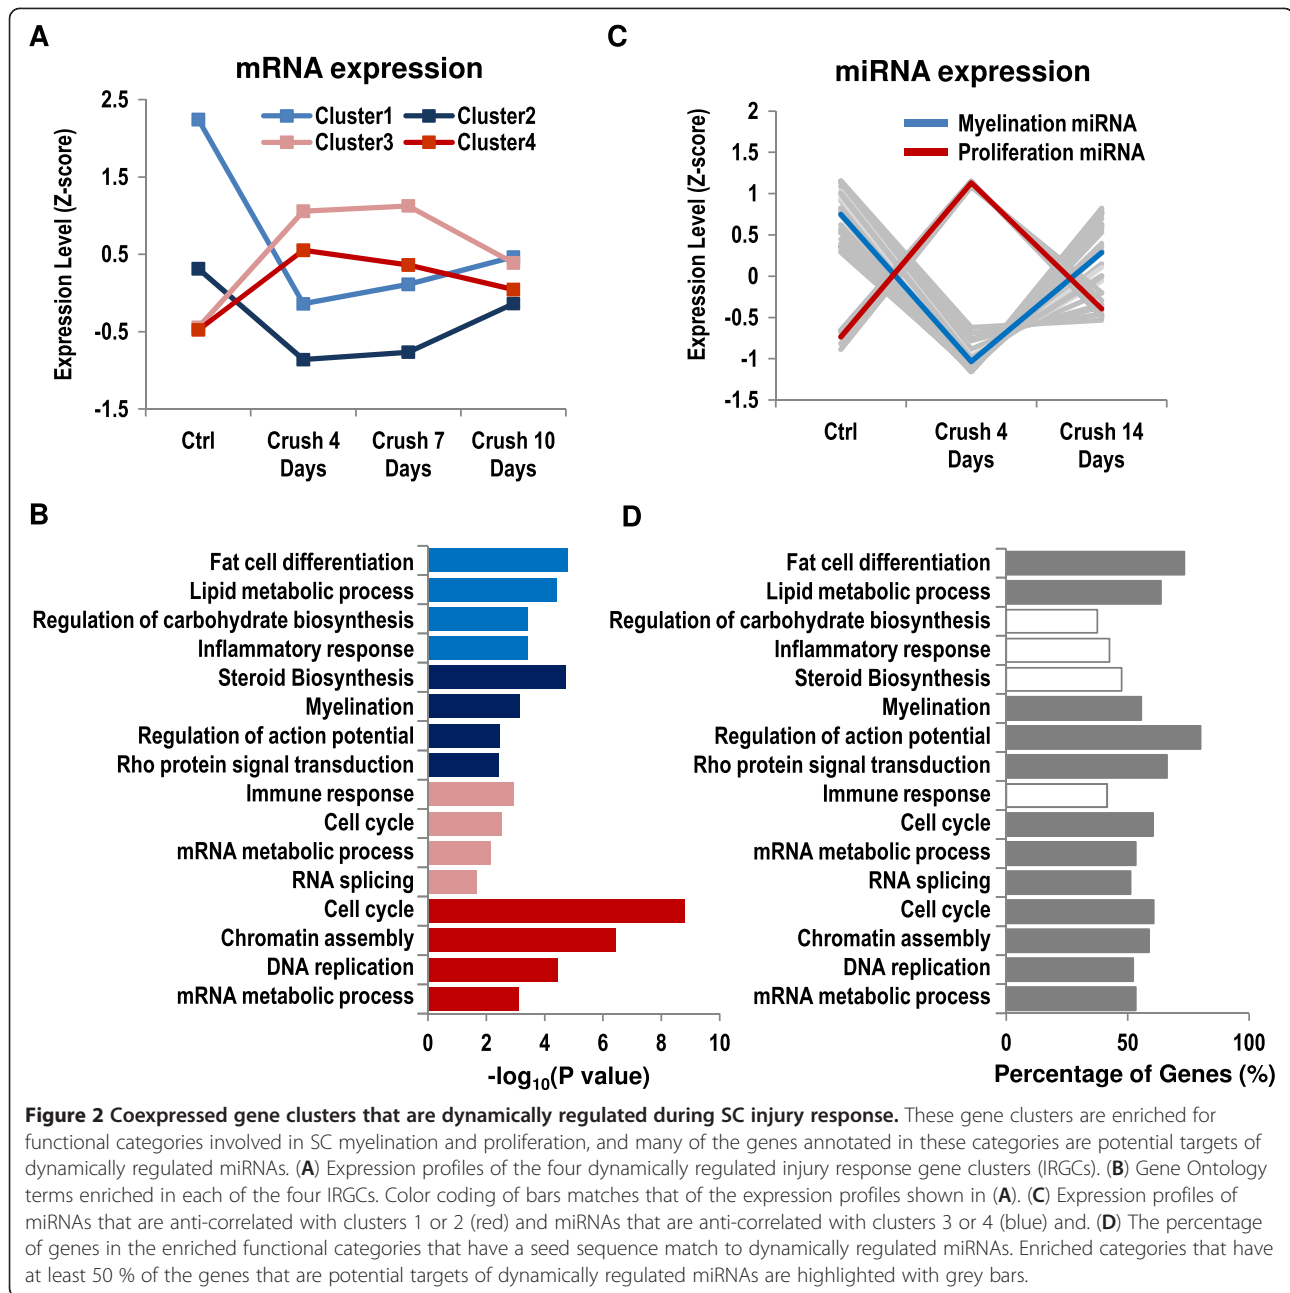 A
mRNA expression
Expression Level (Z-score)
2.5
1.5
0.5
-0.5
-1.5
Cluster1
Cluster2
Cluster3
Cluster4
Ctrl
Crush 4
Days
Crush 7
Days
Crush 10
Days
C
miRNA expression
Expression Level (Z-score)
2
1.5
1
0.5
0
-0.5
-1
-1.5
Myelination miRNA
Proliferation miRNA
Ctrl
Crush 4
Days
Crush 14
Days
B
Fat cell differentiation
Lipid metabolic process
Regulation of carbohydrate biosynthesis
Inflammatory response
Steroid Biosynthesis
Myelination
Regulation of action potential
Rho protein signal transduction
Immune response
Cell cycle
mRNA metabolic process
RNA splicing
Cell cycle
Chromatin assembly
DNA replication
mRNA metabolic process
0
2
4
6
8
10
-log10(P value)
D
Fat cell differentiation
Lipid metabolic process
Regulation of carbohydrate biosynthesis
Inflammatory response
Steroid Biosynthesis
Myelination
Regulation of action potential
Rho protein signal transduction
Immune response
Cell cycle
mRNA metabolic process
RNA splicing
Cell cycle
Chromatin assembly
DNA replication
mRNA metabolic process
0
50
100
Percentage of Genes (%)
Figure 2 Coexpressed gene clusters that are dynamically regulated during SC injury response. These gene clusters are enriched for
functional categories involved in SC myelination and proliferation, and many of the genes annotated in these categories are potential targets of
dynamically regulated miRNAs. (A) Expression profiles of the four dynamically regulated injury response gene clusters (IRGCs). (B) Gene Ontology
terms enriched in each of the four IRGCs. Color coding of bars matches that of the expression profiles shown in (A). (C) Expression profiles of
miRNAs that are anti-correlated with clusters 1 or 2 (red) and miRNAs that are anti-correlated with clusters 3 or 4 (blue) and. (D) The percentage
of genes in the enriched functional categories that have a seed sequence match to dynamically regulated miRNAs. Enriched categories that have
at least 50 % of the genes that are potential targets of dynamically regulated miRNAs are highlighted with grey bars.